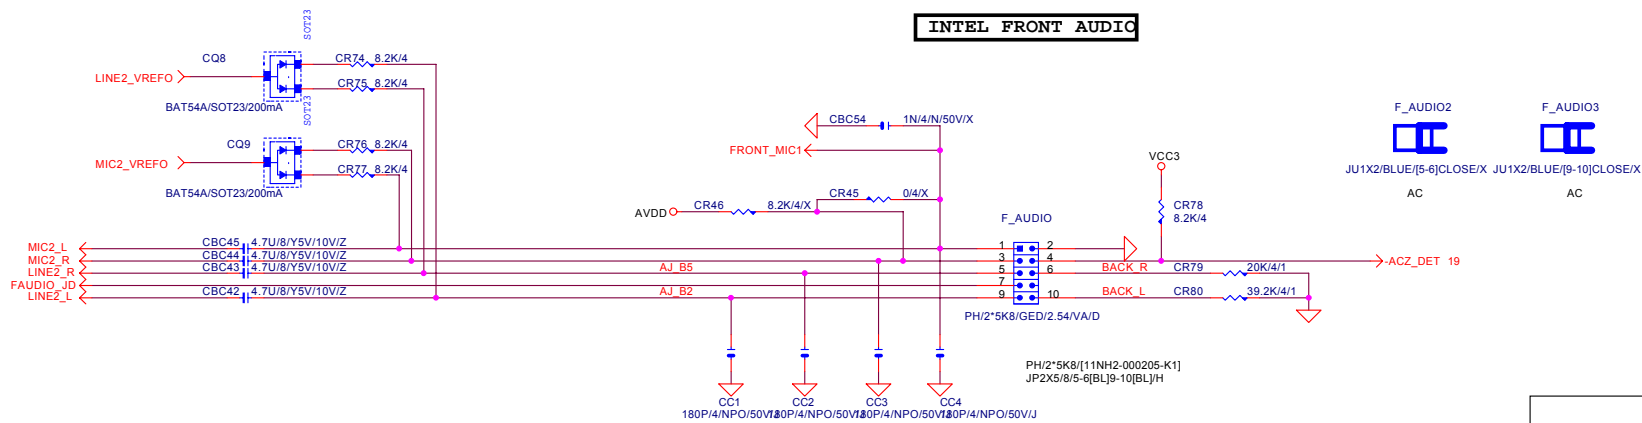 INTEL FRONT AUDIO
SOT23
CQ8
CR74 8.2K/4
LINE2_VREFO
CR75 8.2K/4
BAT54A/SOT23/200mA
SOT23
CQ9
CR76 8.2K/4
MIC2_VREFO
CR77 8.2K/4
BAT54A/SOT23/200mA
CBC54 1N/4/N/50V/X
FRONT_MIC1
VCC3
CR45 0/4/X
CR46 8.2K/4/X
AVDD
CR78
8.2K/4
F_AUDIO2
JU1X2/BLUE/[5-6]CLOSE/X
AC
F_AUDIO3
JU1X2/BLUE/[9-10]CLOSE/X
AC
F_AUDIO
MIC2_L CBC45 4.7U/8/Y5V/10V/Z 1 2
MIC2_R CBC44 4.7U/8/Y5V/10V/Z 3 4 -ACZ_DET 19
LINE2_R CBC43 4.7U/8/Y5V/10V/Z AJ_B5 5 6 BACK_R CR79 20K/4/1
FAUDIO_JD 7
LINE2_L CBC42 4.7U/8/Y5V/10V/Z AJ_B2 9 10 BACK_L CR80 39.2K/4/1
PH/2*5K8/GED/2.54/VA/D
PH/2*5K8/[11NH2-000205-K1]
JP2X5/8/5-6[BL]9-10[BL]/H
CC1 CC2 CC3 CC4
180P/4/NPO/50V/J 180P/4/NPO/50V/J 180P/4/NPO/50V/J 180P/4/NPO/50V/J